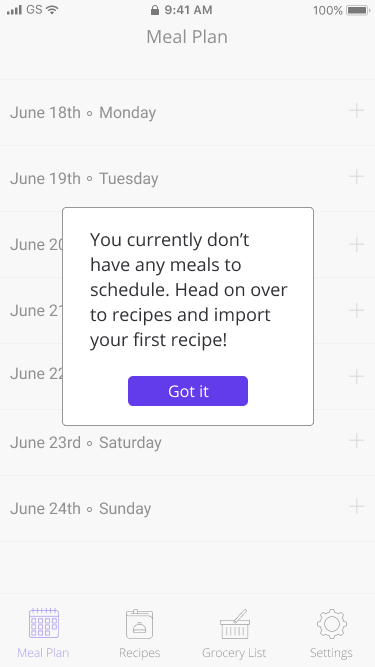 GS 9:41 AM 100%
Meal Plan
June 18th ∘ Monday
June 19th ∘ Tuesday
June 20
You currently don’t
have any meals to
schedule. Head on over
to recipes and import
your first recipe!
June 21
June 22
Got it
June 23rd ∘ Saturday
June 24th ∘ Sunday
Meal Plan Recipes Grocery List Settings